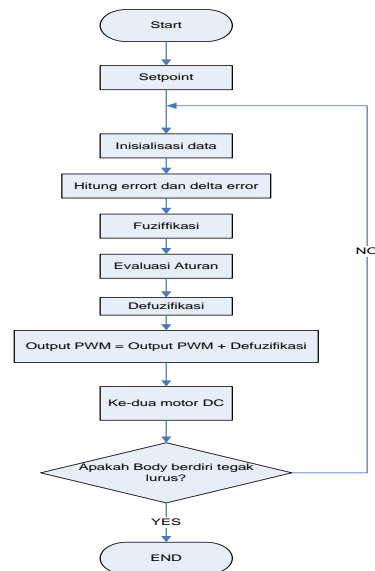 Start
Setpoint
Inisialisasi data
Hitung errort dan delta error
Fuziffikasi
Evaluasi Aturan
Defuzifikasi
Output PWM = Output PWM + Defuzifikasi
Ke-dua motor DC
Apakah Body berdiri tegak
lurus?
NO
YES
END